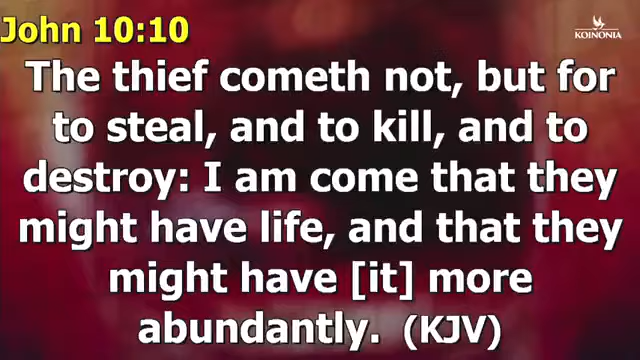 John 10:10
KOINONIA
The thief cometh not, but for
to steal, and to kill, and to
destroy: I am come that they
might have life, and that they
might have [it] more
abundantly. (KJV)